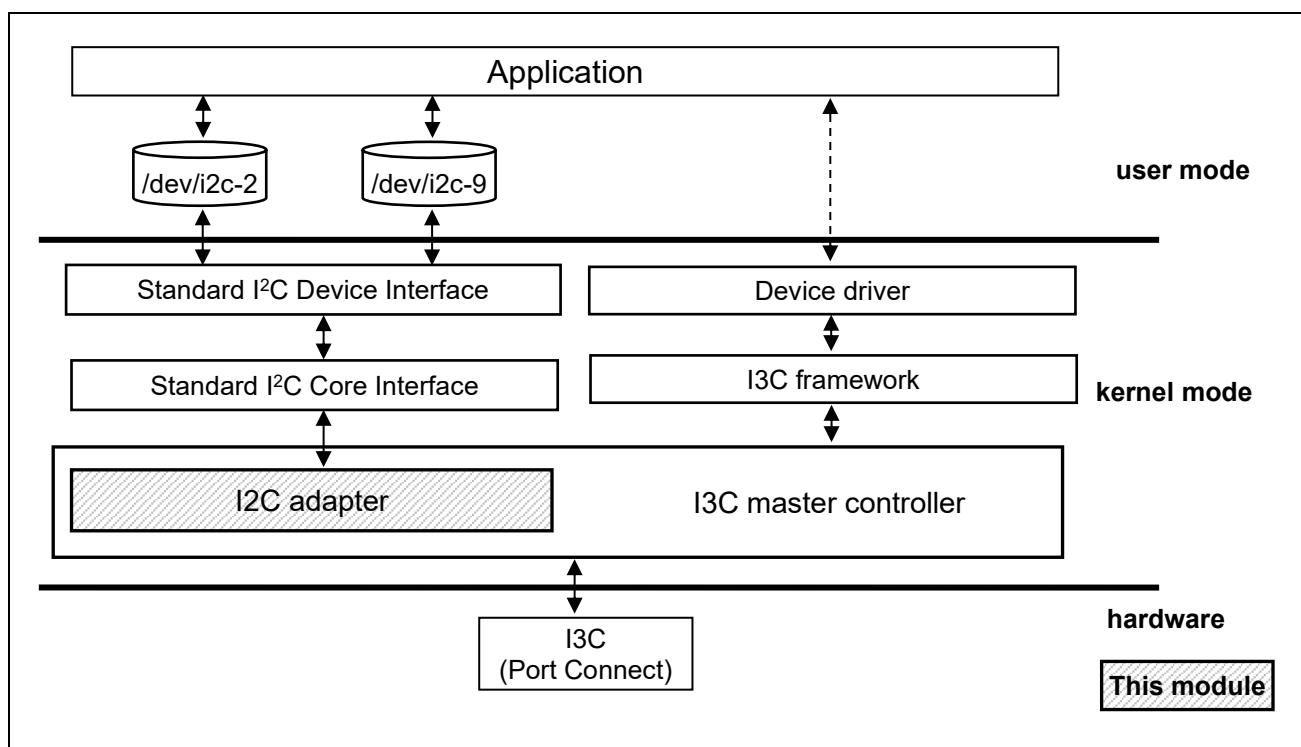 Application
/dev/i2c-2
/dev/i2c-9
user mode
Standard I²C Device Interface
Device driver
Standard I²C Core Interface
I3C framework
kernel mode
I2C adapter
I3C master controller
hardware
I3C
(Port Connect)
This module